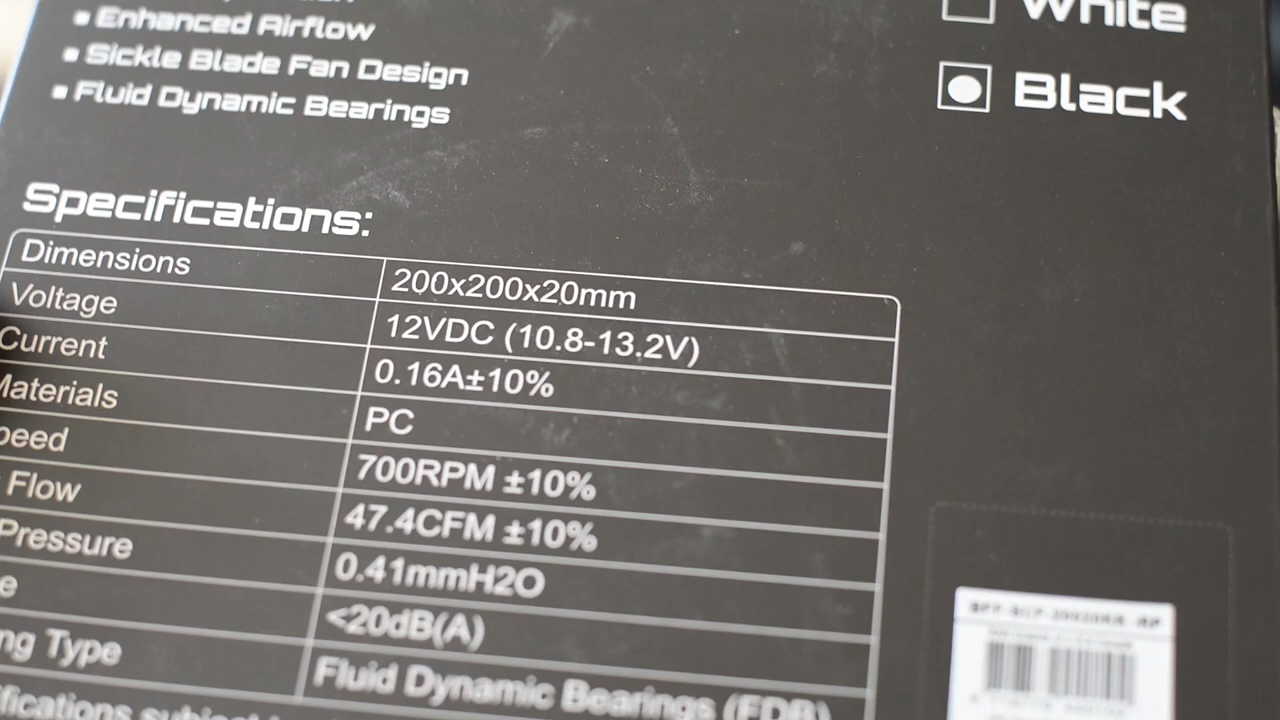 Enhanced Airflow
Sickle Blade Fan Design
Fluid Dynamic Bearings
White
Black
Specifications:
Dimensions 200x200x20mm
Voltage 12VDC (10.8-13.2V)
Current 0.16A±10%
Materials PC
peed 700RPM ±10%
Flow 47.4CFM ±10%
Pressure 0.41mmH2O
e <20dB(A)
ng Type Fluid Dynamic Bearings (FDB)